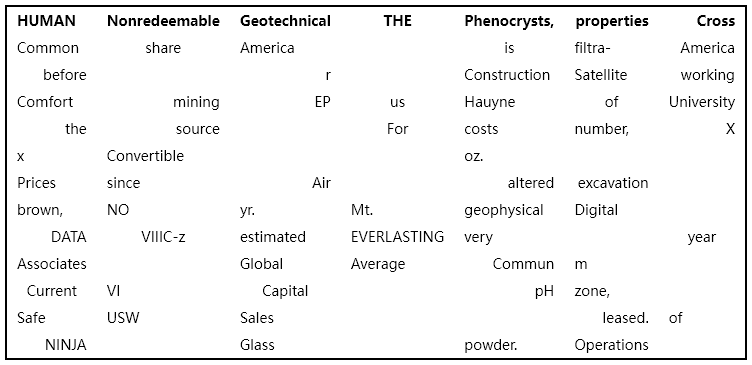 HUMAN Nonredeemable Geotechnical THE Phenocrysts, properties Cross
Common share America is filtra- America
before r Construction Satellite working
Comfort mining EP us Hauyne of University
the source For costs number, X
x Convertible oz.
Prices since Air altered excavation
brown, NO yr. Mt. geophysical Digital
DATA VIIIC-z estimated EVERLASTING very year
Associates Global Average Commun m
Current VI Capital pH zone,
Safe USW Sales leased. of
NINJA Glass powder. Operations